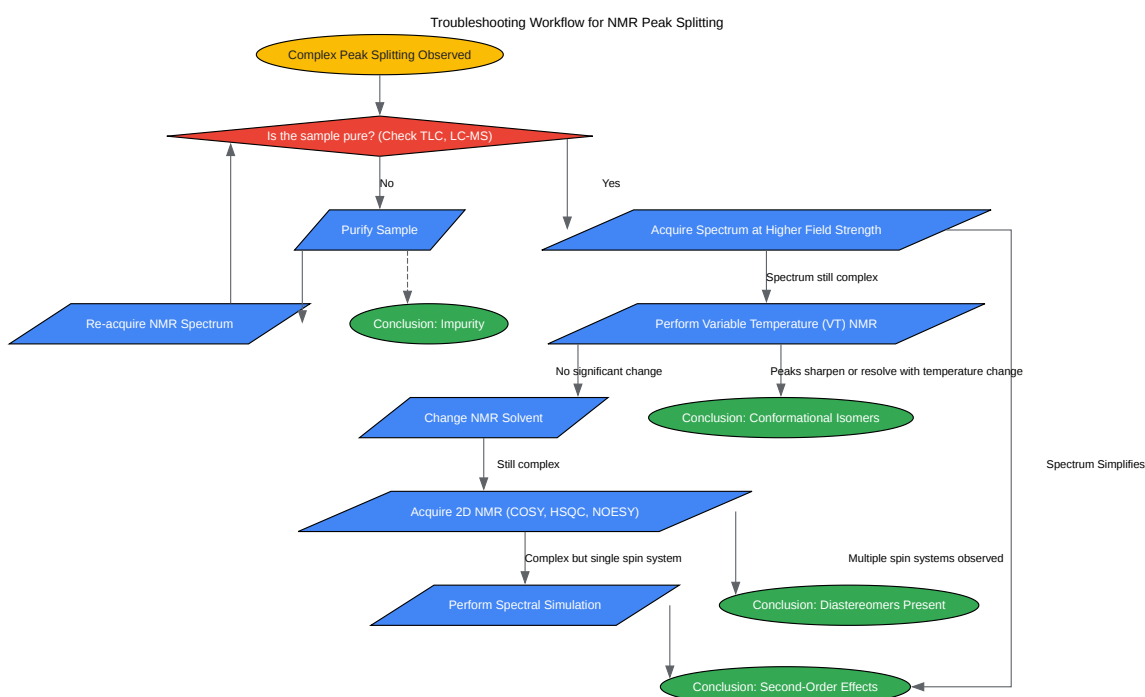 Troubleshooting Workflow for NMR Peak Splitting
Complex Peak Splitting Observed
Is the sample pure? (Check TLC, LC-MS)
No
Yes
Purify Sample
Acquire Spectrum at Higher Field Strength
Spectrum still complex
Re-acquire NMR Spectrum
Conclusion: Impurity
Perform Variable Temperature (VT) NMR
No significant change
Peaks sharpen or resolve with temperature change
Change NMR Solvent
Conclusion: Conformational Isomers
Still complex
Spectrum Simplifies
Acquire 2D NMR (COSY, HSQC, NOESY)
Complex but single spin system
Multiple spin systems observed
Perform Spectral Simulation
Conclusion: Diastereomers Present
Conclusion: Second-Order Effects